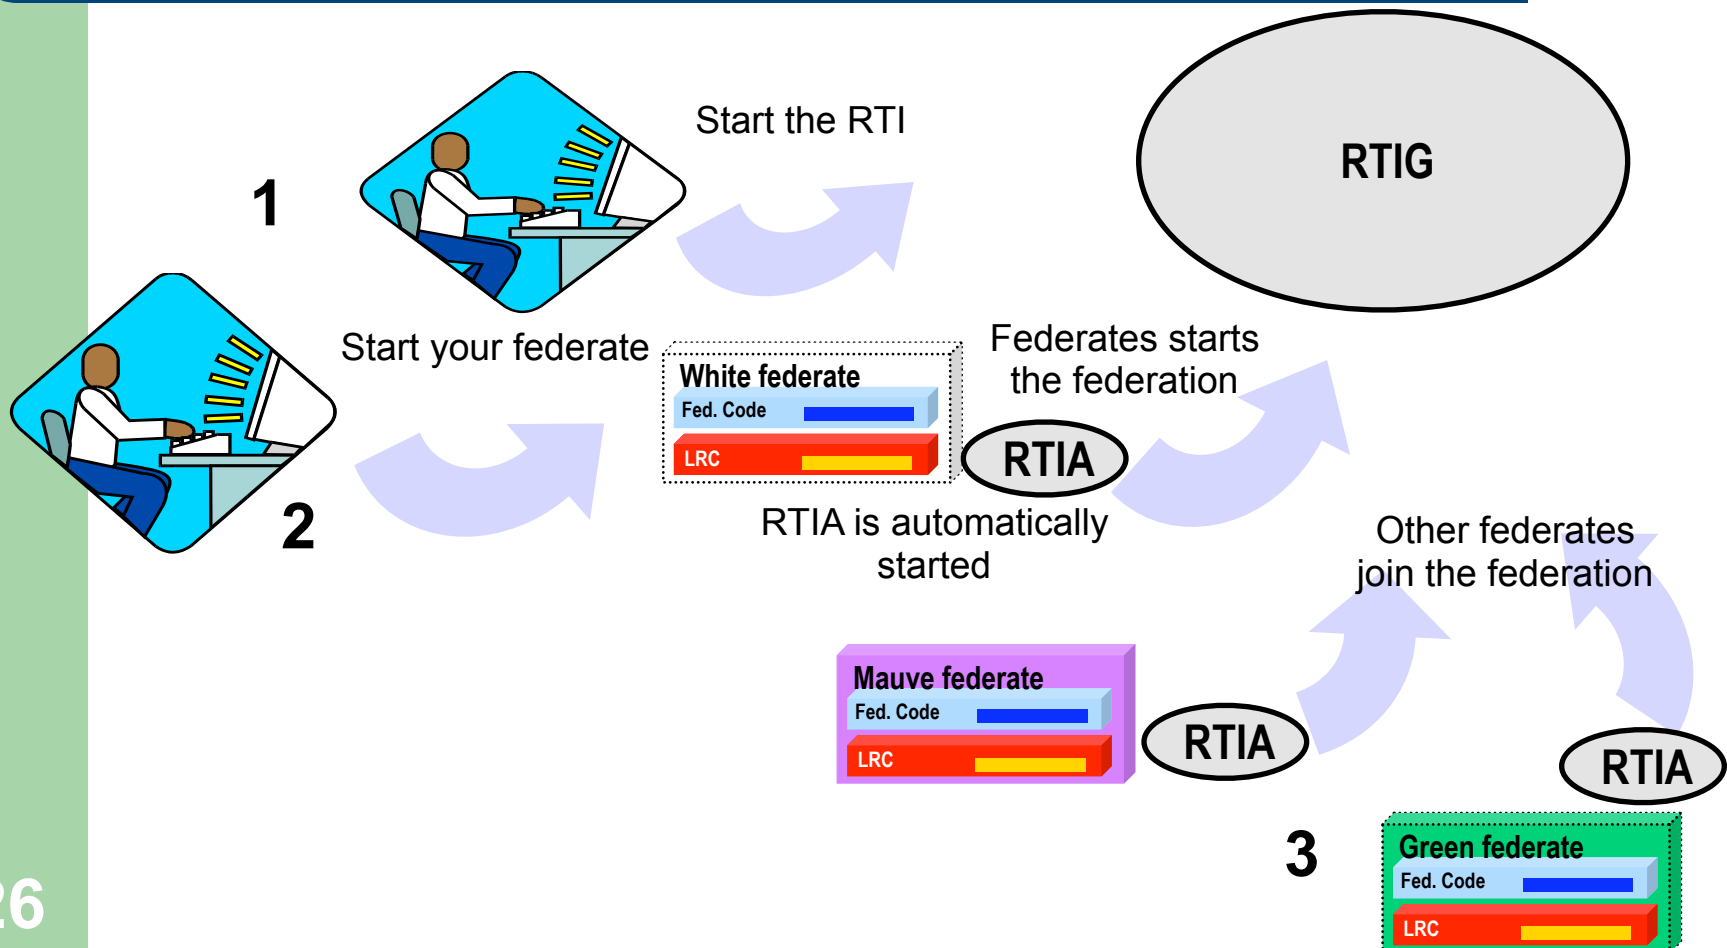 1
Start the RTI
RTIG
Start your federate
2
White federate
Fed. Code
LRC
RTIA
Federates starts
the federation
RTIA is automatically
started
Other federates
join the federation
Mauve federate
Fed. Code
LRC
RTIA
RTIA
3
Green federate
Fed. Code
LRC
26